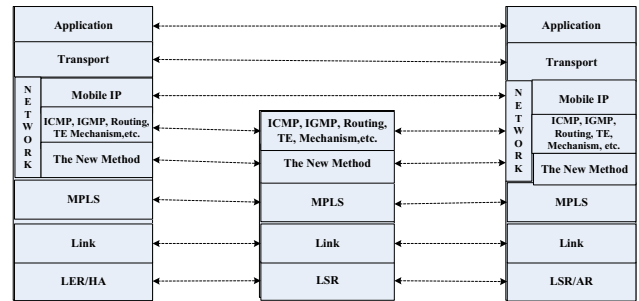 Application
Transport
NETWORK
Mobile IP
ICMP, IGMP, Routing,
TE Mechanism,etc.
The New Method
MPLS
Link
LER/HA
ICMP, IGMP, Routing,
TE, Mechanism,etc.
The New Method
MPLS
Link
LSR
Application
Transport
NETWORK
Mobile IP
ICMP, IGMP,
Routing, TE,
Mechanism, etc.
The New Method
MPLS
Link
LSR/AR